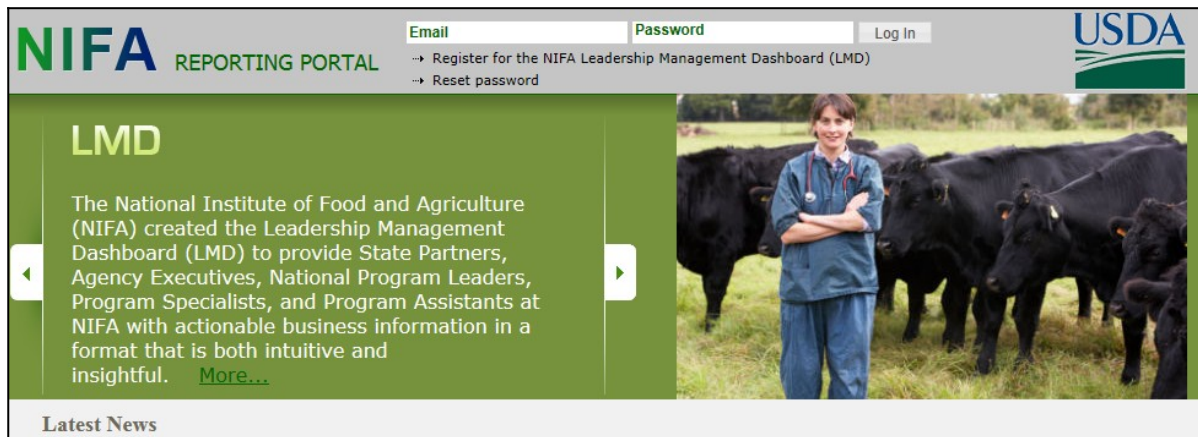 NIFA REPORTING PORTAL
Email
Password
Log In
Register for the NIFA Leadership Management Dashboard (LMD)
Reset password
USDA
LMD
The National Institute of Food and Agriculture
(NIFA) created the Leadership Management
Dashboard (LMD) to provide State Partners,
Agency Executives, National Program Leaders,
Program Specialists, and Program Assistants at
NIFA with actionable business information in a
format that is both intuitive and
insightful. More...
Latest News